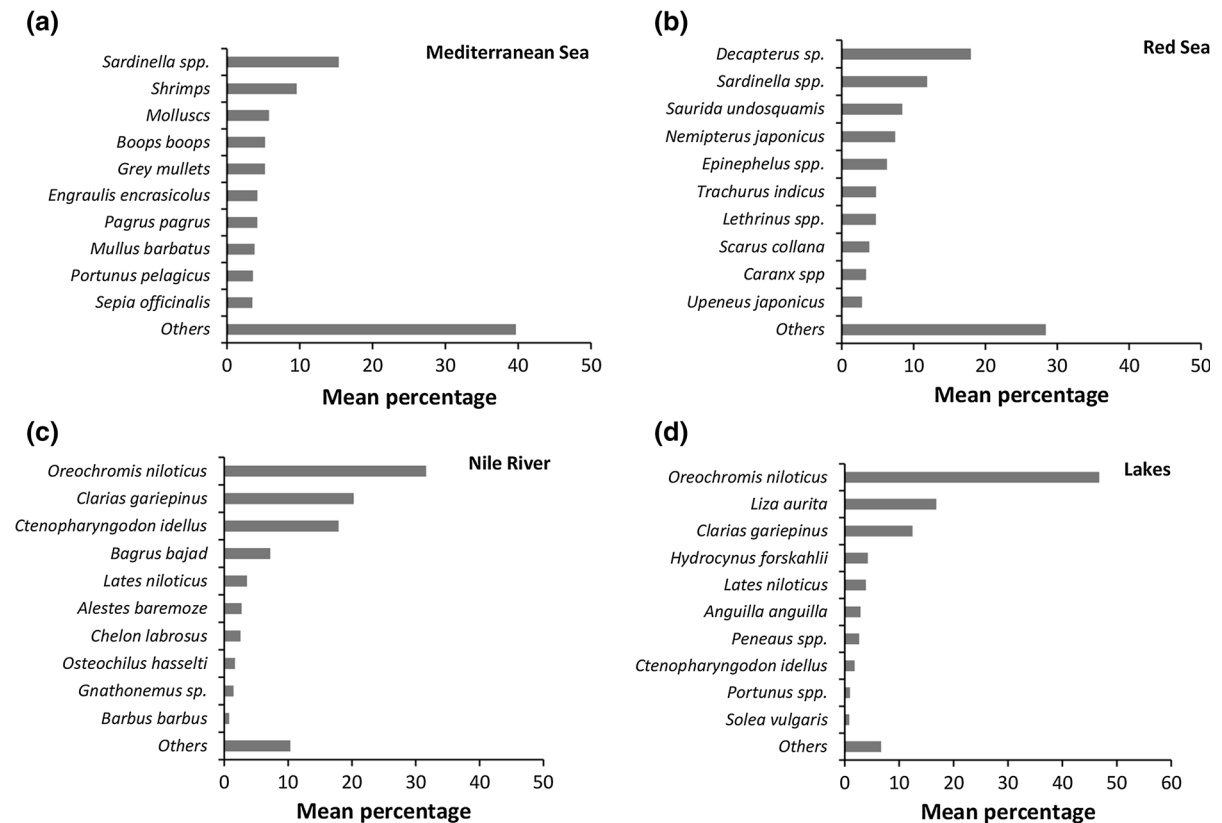 (a)
Mediterranean Sea
Sardinella spp.
Shrimps
Molluscs
Boops boops
Grey mullets
Engraulis encrasicolus
Pagrus pagrus
Mullus barbatus
Portunus pelagicus
Sepia officinalis
Others
0 10 20 30 40 50
Mean percentage
(b)
Red Sea
Decapterus sp.
Sardinella spp.
Saurida undosquamis
Nemipterus japonicus
Epinephelus spp.
Trachurus indicus
Lethrinus spp.
Scarus collana
Caranx spp
Upeneus japonicus
Others
0 10 20 30 40 50
Mean percentage
(c)
Nile River
Oreochromis niloticus
Clarias gariepinus
Ctenopharyngodon idellus
Bagrus bajad
Lates niloticus
Alestes baremoze
Chelon labrosus
Osteochilus hasselti
Gnathonemus sp.
Barbus barbus
Others
0 10 20 30 40 50
Mean percentage
(d)
Lakes
Oreochromis niloticus
Liza aurita
Clarias gariepinus
Hydrocynus forskahlii
Lates niloticus
Anguilla anguilla
Peneaus spp.
Ctenopharyngodon idellus
Portunus spp.
Solea vulgaris
Others
0 10 20 30 40 50 60
Mean percentage